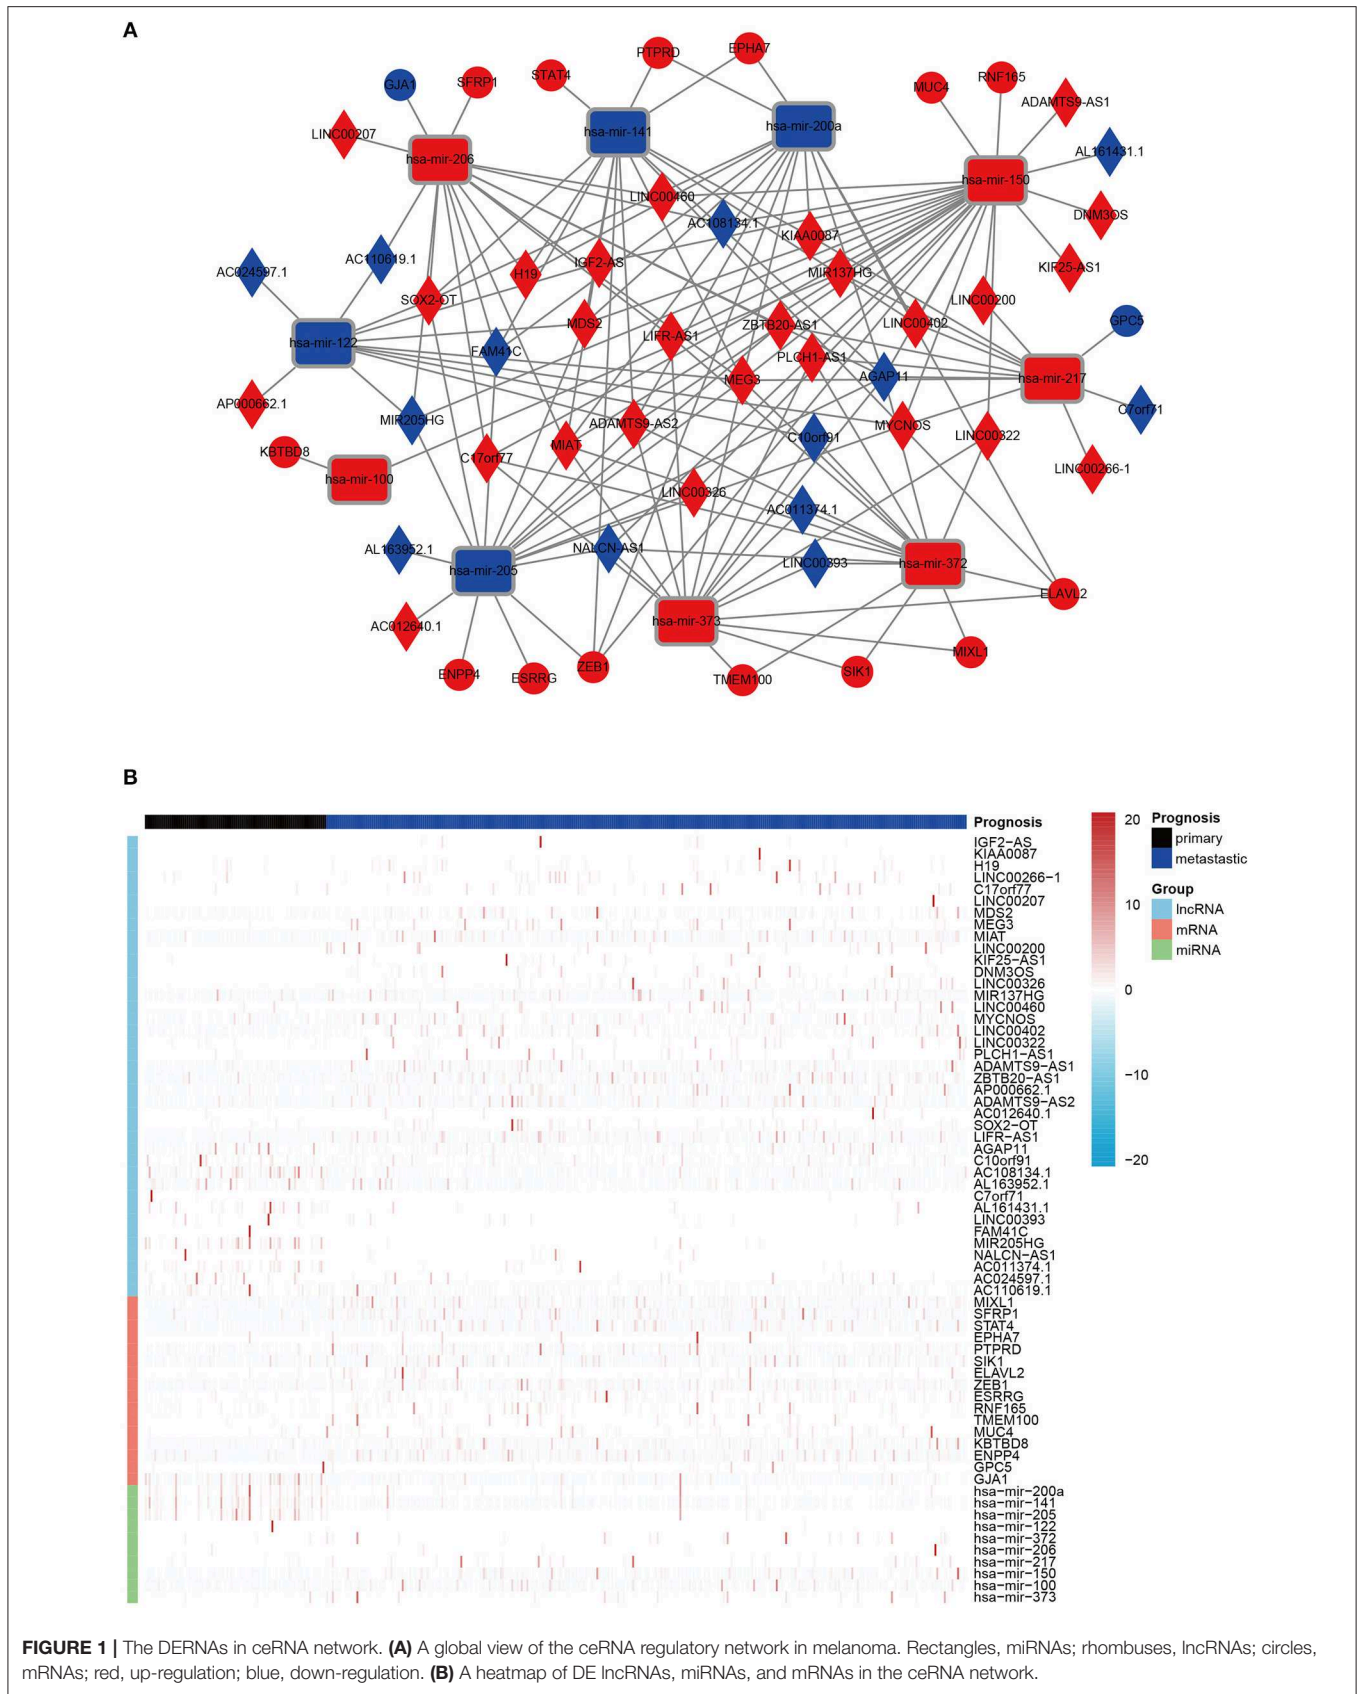 A
PTPRD
EPHA7
GJA1
SFRP1
STAT4
MUC4
RNF165
ADAMTS9-AS1
LINC00207
hsa-mir-141
hsa-mir-200a
hsa-mir-206
AL161431.1
hsa-mir-150
LINC00460
AC108134.1
DNM3OS
KIAA0087
AC024597.1
AC110619.1
H19
IGF2-AS
MIR137HG
KIF25-AS1
SOX2-OT
LINC00200
MDS2
LIFR-AS1
ZBTB20-AS1
LINC00402
GPC5
hsa-mir-122
FAM41C
PLCH1-AS1
MEG3
AGAP11
hsa-mir-217
AP000662.1
MIR205HG
ADAMTS9-AS2
C7orf71
KBTBD8
C17orf77
MIAT
C10orf91
MYCNOS
LINC00322
hsa-mir-100
LINC00266-1
LINC00326
AC011374.1
AL163952.1
hsa-mir-205
NALCN-AS1
LINC00393
hsa-mir-372
ELAVL2
AC012640.1
hsa-mir-373
MIXL1
ENPP4
ESRRG
ZEB1
TMEM100
SIK1
B
Prognosis
IGF2-AS
KIAA0087
H19
LINC00266-1
C17orf77
LINC00207
MDS2
MEG3
MIAT
LINC00200
KIF25-AS1
DNM3OS
LINC00326
MIR137HG
LINC00460
MYCNOS
LINC00402
LINC00322
PLCH1-AS1
ADAMTS9-AS1
ZBTB20-AS1
AP000662.1
ADAMTS9-AS2
AC012640.1
SOX2-OT
LIFR-AS1
AGAP11
C10orf91
AC108134.1
AL163952.1
C7orf71
AL161431.1
LINC00393
FAM41C
MIR205HG
NALCN-AS1
AC011374.1
AC024597.1
AC110619.1
MIXL1
SFRP1
STAT4
EPHA7
PTPRD
SIK1
ELAVL2
ZEB1
ESRRG
RNF165
TMEM100
MUC4
KBTBD8
ENPP4
GPC5
GJA1
hsa-mir-200a
hsa-mir-141
hsa-mir-205
hsa-mir-122
hsa-mir-372
hsa-mir-206
hsa-mir-217
hsa-mir-150
hsa-mir-100
hsa-mir-373
20
10
0
-10
-20
Prognosis
primary
metastastic
Group
lncRNA
mRNA
miRNA
FIGURE 1 | The DERNAs in ceRNA network. (A) A global view of the ceRNA regulatory network in melanoma. Rectangles, miRNAs; rhombuses, lncRNAs; circles,
mRNAs; red, up-regulation; blue, down-regulation. (B) A heatmap of DE lncRNAs, miRNAs, and mRNAs in the ceRNA network.